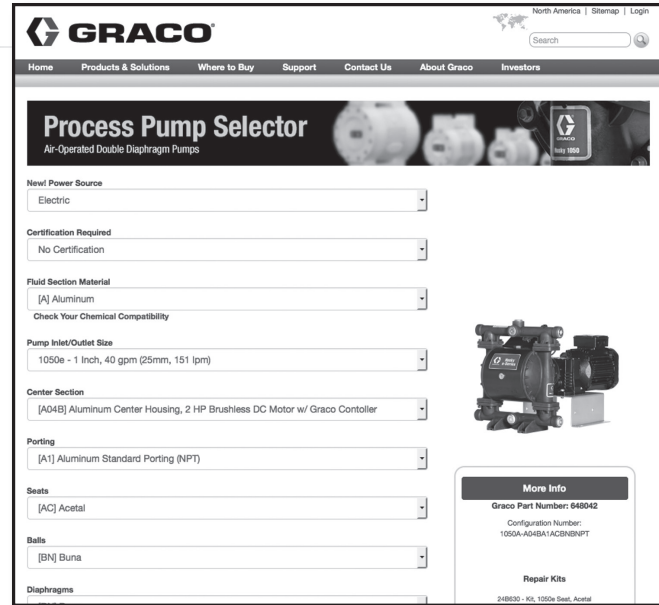 North America | Sitemap | Login
GRACO
Search
Home Products & Solutions Where to Buy Support Contact Us About Graco Investors
Process Pump Selector
Air-Operated Double Diaphragm Pumps
GRACO
Husky 1050
New! Power Source
Electric
Certification Required
No Certification
Fluid Section Material
[A] Aluminum
Check Your Chemical Compatibility
Pump Inlet/Outlet Size
1050e - 1 Inch, 40 gpm (25mm, 151 lpm)
Center Section
[A04B] Aluminum Center Housing, 2 HP Brushless DC Motor w/ Graco Contoller
Porting
[A1] Aluminum Standard Porting (NPT)
Seats
[AC] Acetal
Balls
[BN] Buna
Diaphragms
More Info
Graco Part Number: 648042
Configuration Number:
1050A-A04BA1ACBNBNPT
Repair Kits
24B630 - Kit, 1050e Seat, Acetal